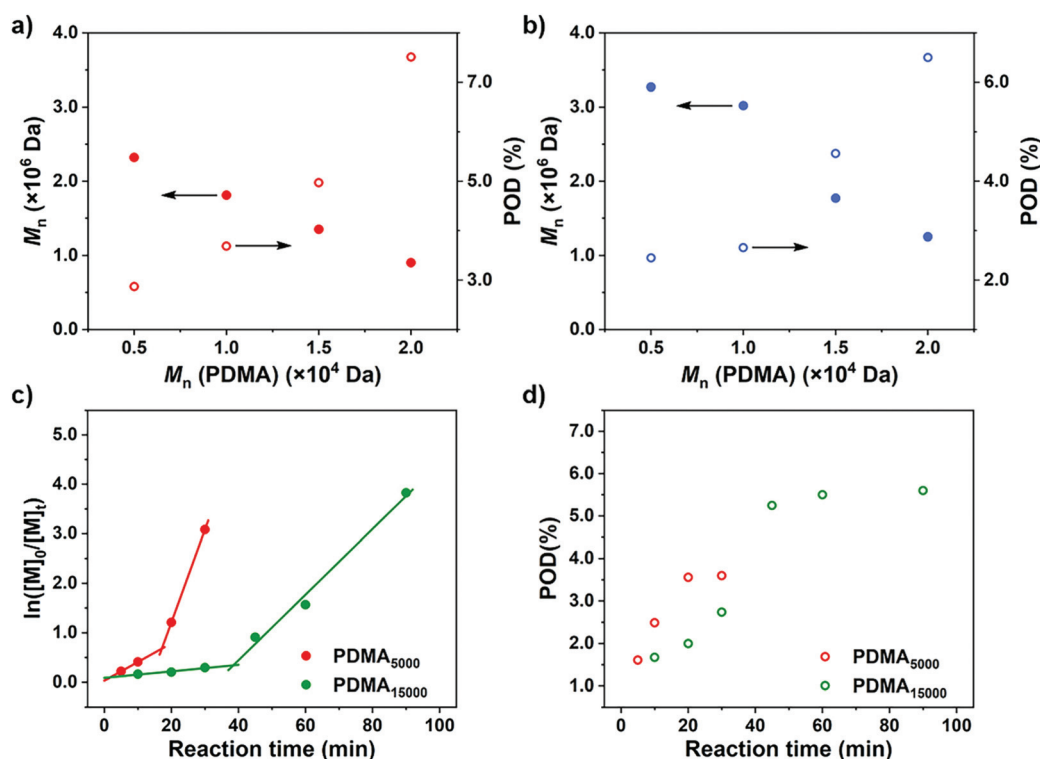 a)
4.0
3.0
2.0
1.0
0.0
Mn (×10⁶ Da)
7.0
5.0
3.0
POD (%)
0.5 1.0 1.5 2.0
Mn (PDMA) (×10⁴ Da)
b)
4.0
3.0
2.0
1.0
0.0
Mn (×10⁶ Da)
6.0
4.0
2.0
POD (%)
0.5 1.0 1.5 2.0
Mn (PDMA) (×10⁴ Da)
c)
5.0
4.0
3.0
2.0
1.0
0.0
ln([M]₀/[M]t)
PDMA₅₀₀₀
PDMA₁₅₀₀₀
0 20 40 60 80 100
Reaction time (min)
d)
7.0
6.0
5.0
4.0
3.0
2.0
1.0
POD(%)
PDMA₅₀₀₀
PDMA₁₅₀₀₀
0 20 40 60 80 100
Reaction time (min)